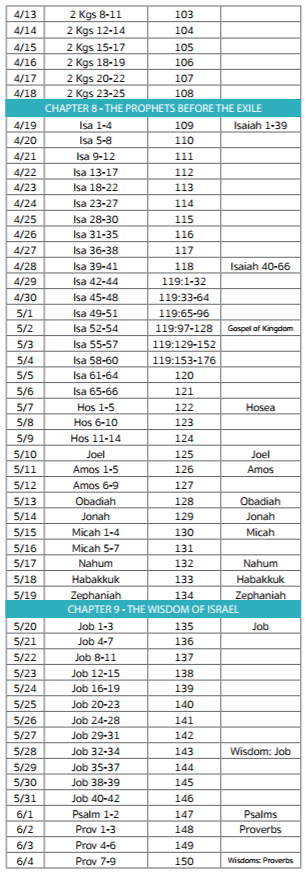 4/13 2 Kgs 8-11 103
4/14 2 Kgs 12-14 104
4/15 2 Kgs 15-17 105
4/16 2 Kgs 18-19 106
4/17 2 Kgs 20-22 107
4/18 2 Kgs 23-25 108
CHAPTER 8 - THE PROPHETS BEFORE THE EXILE
4/19 Isa 1-4 109 Isaiah 1-39
4/20 Isa 5-8 110
4/21 Isa 9-12 111
4/22 Isa 13-17 112
4/23 Isa 18-22 113
4/24 Isa 23-27 114
4/25 Isa 28-30 115
4/26 Isa 31-35 116
4/27 Isa 36-38 117
4/28 Isa 39-41 118 Isaiah 40-66
4/29 Isa 42-44 119:1-32
4/30 Isa 45-48 119:33-64
5/1 Isa 49-51 119:65-96
5/2 Isa 52-54 119:97-128 Gospel of Kingdom
5/3 Isa 55-57 119:129-152
5/4 Isa 58-60 119:153-176
5/5 Isa 61-64 120
5/6 Isa 65-66 121
5/7 Hos 1-5 122 Hosea
5/8 Hos 6-10 123
5/9 Hos 11-14 124
5/10 Joel 125 Joel
5/11 Amos 1-5 126 Amos
5/12 Amos 6-9 127
5/13 Obadiah 128 Obadiah
5/14 Jonah 129 Jonah
5/15 Micah 1-4 130 Micah
5/16 Micah 5-7 131
5/17 Nahum 132 Nahum
5/18 Habakkuk 133 Habakkuk
5/19 Zephaniah 134 Zephaniah
CHAPTER 9 - THE WISDOM OF ISRAEL
5/20 Job 1-3 135 Job
5/21 Job 4-7 136
5/22 Job 8-11 137
5/23 Job 12-15 138
5/24 Job 16-19 139
5/25 Job 20-23 140
5/26 Job 24-28 141
5/27 Job 29-31 142
5/28 Job 32-34 143 Wisdom: Job
5/29 Job 35-37 144
5/30 Job 38-39 145
5/31 Job 40-42 146
6/1 Psalm 1-2 147 Psalms
6/2 Prov 1-3 148 Proverbs
6/3 Prov 4-6 149
6/4 Prov 7-9 150 Wisdoms: Proverbs